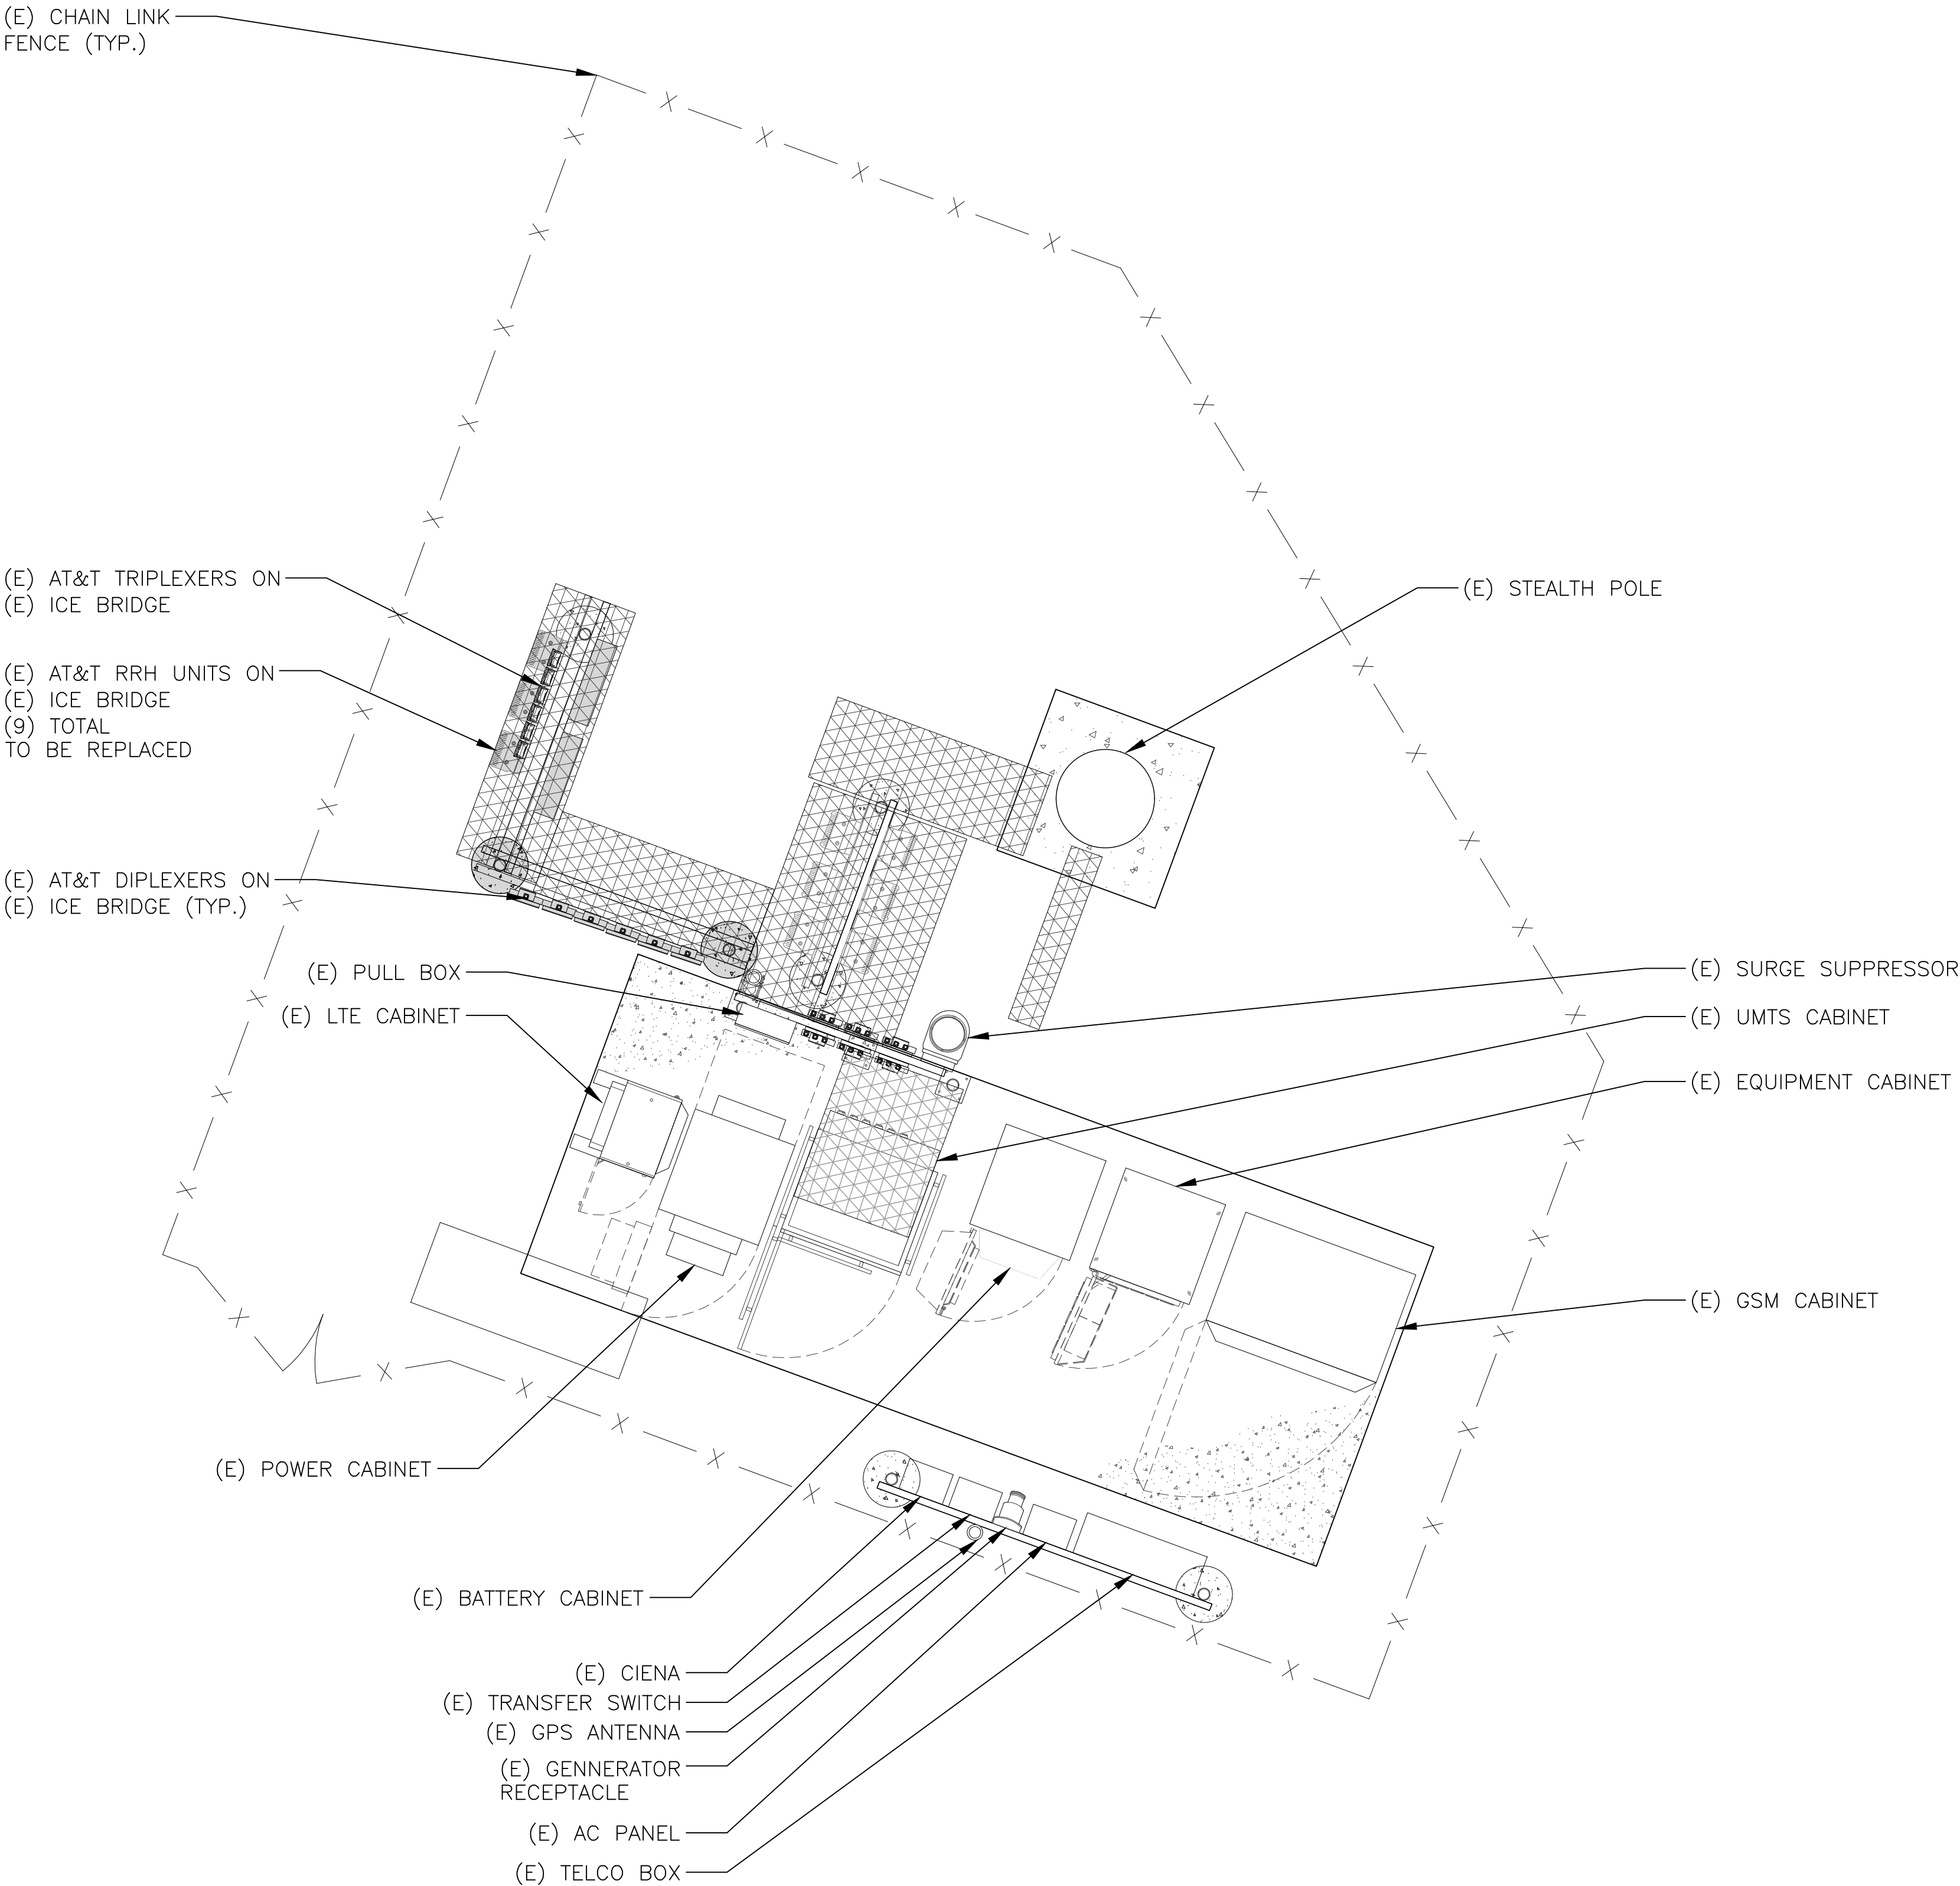 (E) CHAIN LINK
FENCE (TYP.)
(E) AT&T TRIPLEXERS ON
(E) ICE BRIDGE
(E) AT&T RRH UNITS ON
(E) ICE BRIDGE
(9) TOTAL
TO BE REPLACED
(E) AT&T DIPLEXERS ON
(E) ICE BRIDGE (TYP.)
(E) PULL BOX
(E) LTE CABINET
(E) STEALTH POLE
(E) SURGE SUPPRESSOR
(E) UMTS CABINET
(E) EQUIPMENT CABINET
(E) GSM CABINET
(E) POWER CABINET
(E) BATTERY CABINET
(E) CIENA
(E) TRANSFER SWITCH
(E) GPS ANTENNA
(E) GENNERATOR
RECEPTACLE
(E) AC PANEL
(E) TELCO BOX